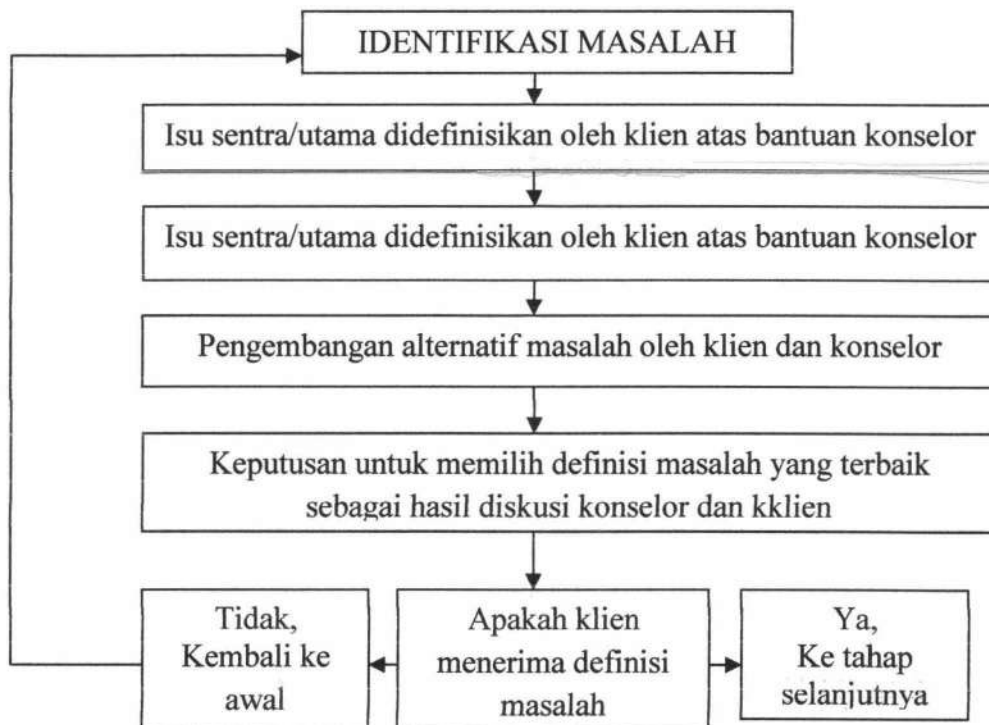 IDENTIFIKASI MASALAH
Isu sentra/utama didefinisikan oleh klien atas bantuan konselor
Isu sentra/utama didefinisikan oleh klien atas bantuan konselor
Pengembangan alternatif masalah oleh klien dan konselor
Keputusan untuk memilih definisi masalah yang terbaik
sebagai hasil diskusi konselor dan kklien
Tidak,
Kembali ke
awal
Apakah klien
menerima definisi
masalah
Ya,
Ke tahap
selanjutnya